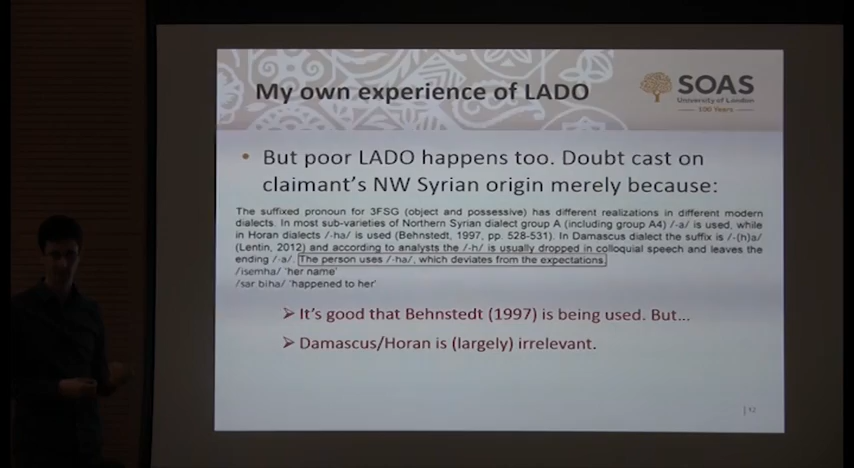 My own experience of LADO
SOAS
University of London
100 Years
• But poor LADO happens too. Doubt cast on
claimant's NW Syrian origin merely because:
The suffixed pronoun for 3FSG (object and possessive) has different realizations in different modern
dialects. In most sub-varieties of Northern Syrian dialect group A (including group A4) /-a/ is used, while
in Horan dialects /-ha/ is used (Behnstedt, 1997, pp. 528-531). In Damascus dialect the suffix is /-(h)a/
(Lentin, 2012) and according to analysts the /-h/ is usually dropped in colloquial speech and leaves the
ending /-a/. The person uses /-ha/, which deviates from the expectations.
/isemha/ 'her name'
/sar biha/ 'happened to her'
➢ It's good that Behnstedt (1997) is being used. But...
➢ Damascus/Horan is (largely) irrelevant.
12